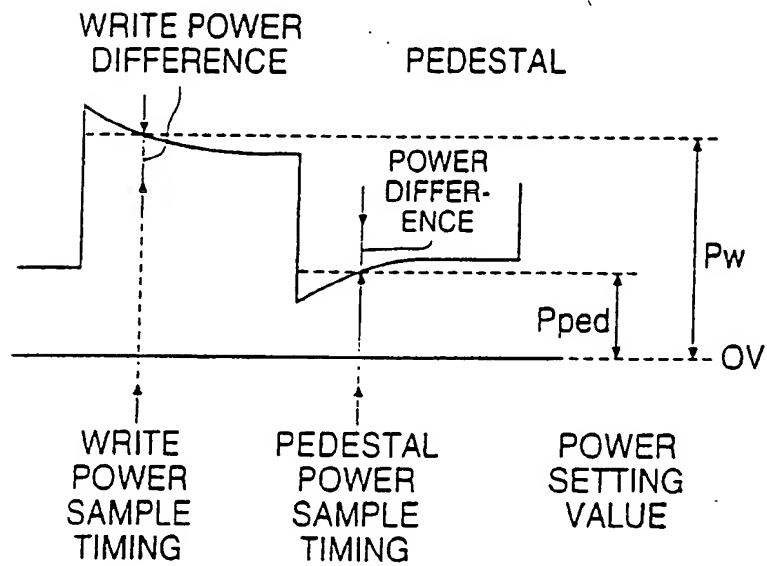 WRITE POWER
DIFFERENCE
PEDESTAL
POWER
DIFFER-
ENCE
Pw
Pped
OV
WRITE
POWER
SAMPLE
TIMING
PEDESTAL
POWER
SAMPLE
TIMING
POWER
SETTING
VALUE